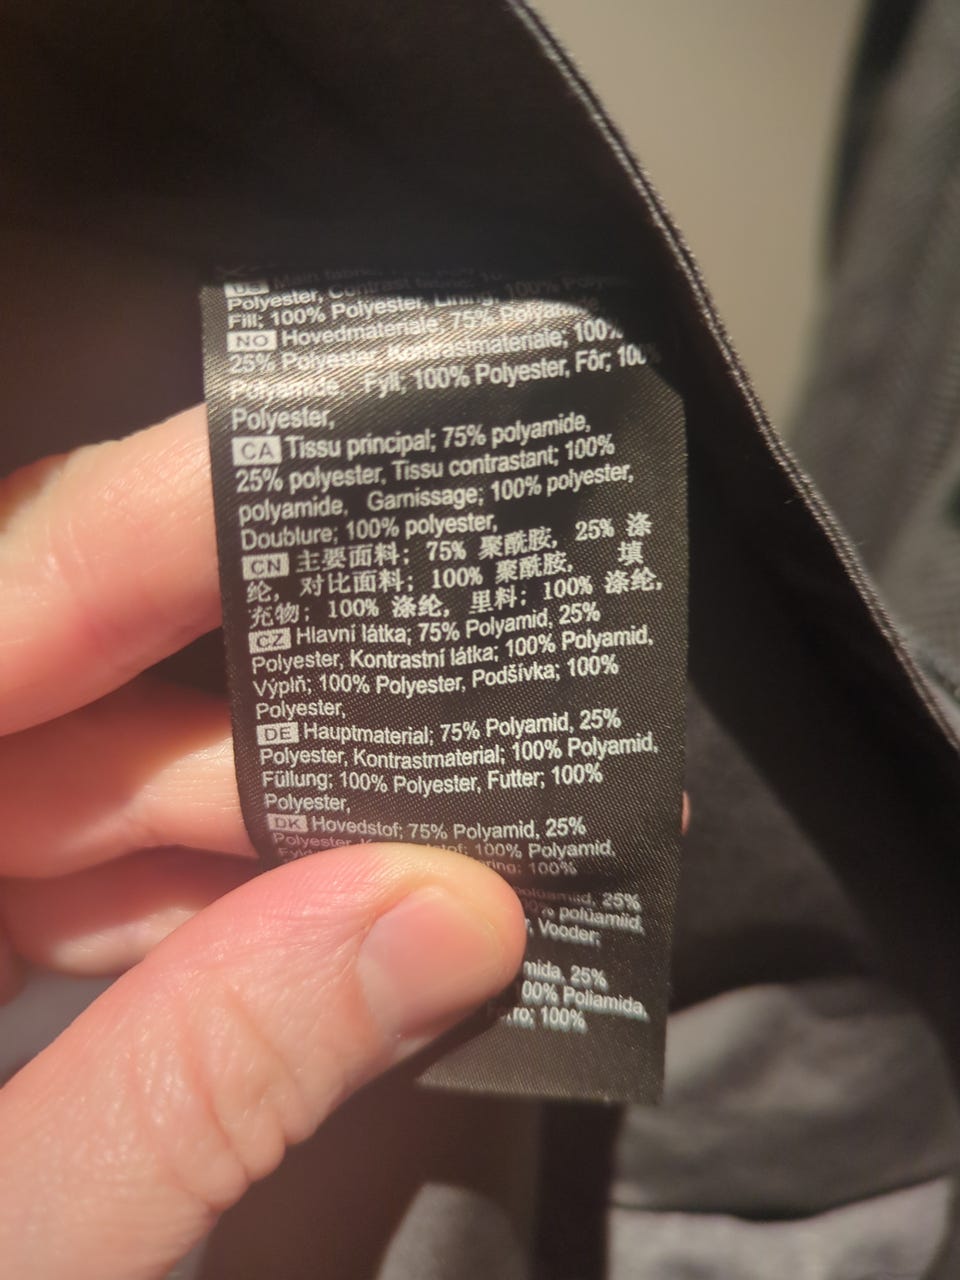 Main fabric
Polyester, Contrast fabric, 100% 
Fill; 100% Polyester, Lining; 100% Polyester
NO Hovedmateriale, 75% Polyamide
25% Polyester, Kontrastmateriale, 100%
Polyamide, Fyll; 100% Polyester, Fôr; 100%
Polyester,
CA Tissu principal; 75% polyamide,
25% polyester, Tissu contrastant; 100%
polyamide, Garnissage; 100% polyester,
Doublure; 100% polyester,
CN 主要面料; 75% 聚酰胺, 25% 涤
纶, 对比面料; 100% 聚酰胺, 填
充物; 100% 涤纶, 里料; 100% 涤纶,
CZ Hlavní látka; 75% Polyamid, 25%
Polyester, Kontrastní látka; 100% Polyamid,
Výplň; 100% Polyester, Podšívka; 100%
Polyester,
DE Hauptmaterial; 75% Polyamid, 25%
Polyester, Kontrastmaterial; 100% Polyamid,
Füllung; 100% Polyester, Futter; 100%
Polyester,
DK Hovedstof; 75% Polyamid, 25%
Polyester, 100% Polyamid,
100%
polüamiid, 25%
polüamiid,
Vooder;
25%
Poliamida,
100%